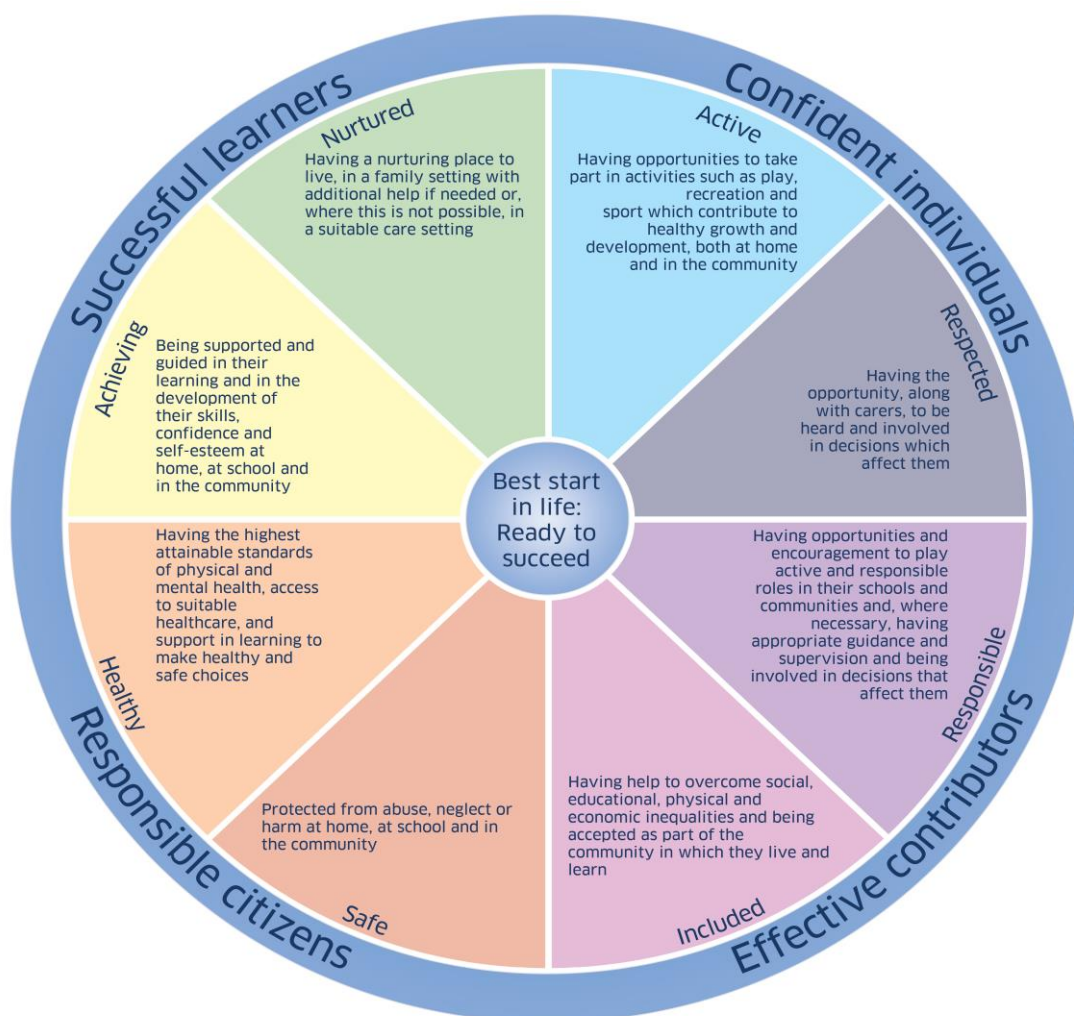 Successful learners
Confident individuals
Nurtured
Having a nurturing place to
live, in a family setting with
additional help if needed or,
where this is not possible, in
a suitable care setting
Active
Having opportunities to take
part in activities such as play,
recreation and
sport which contribute to
healthy growth and
development, both at home
and in the community
Achieving
Being supported and
guided in their
learning and in the
development of
their skills,
confidence and
self-esteem at
home, at school and
in the community
Respected
Having the
opportunity, along
with carers, to be
heard and involved
in decisions which
affect them
Best start
in life:
Ready to
succeed
Healthy
Having the highest
attainable standards
of physical and
mental health, access
to suitable
healthcare, and
support in learning to
make healthy and
safe choices
Responsible
Having opportunities and
encouragement to play
active and responsible
roles in their schools and
communities and, where
necessary, having
appropriate guidance and
supervision and being
involved in decisions that
affect them
Protected from abuse, neglect or
harm at home, at school and in
the community
Safe
Having help to overcome social,
educational, physical and
economic inequalities and being
accepted as part of the
community in which they live and
learn
Included
Responsible citizens
Effective contributors